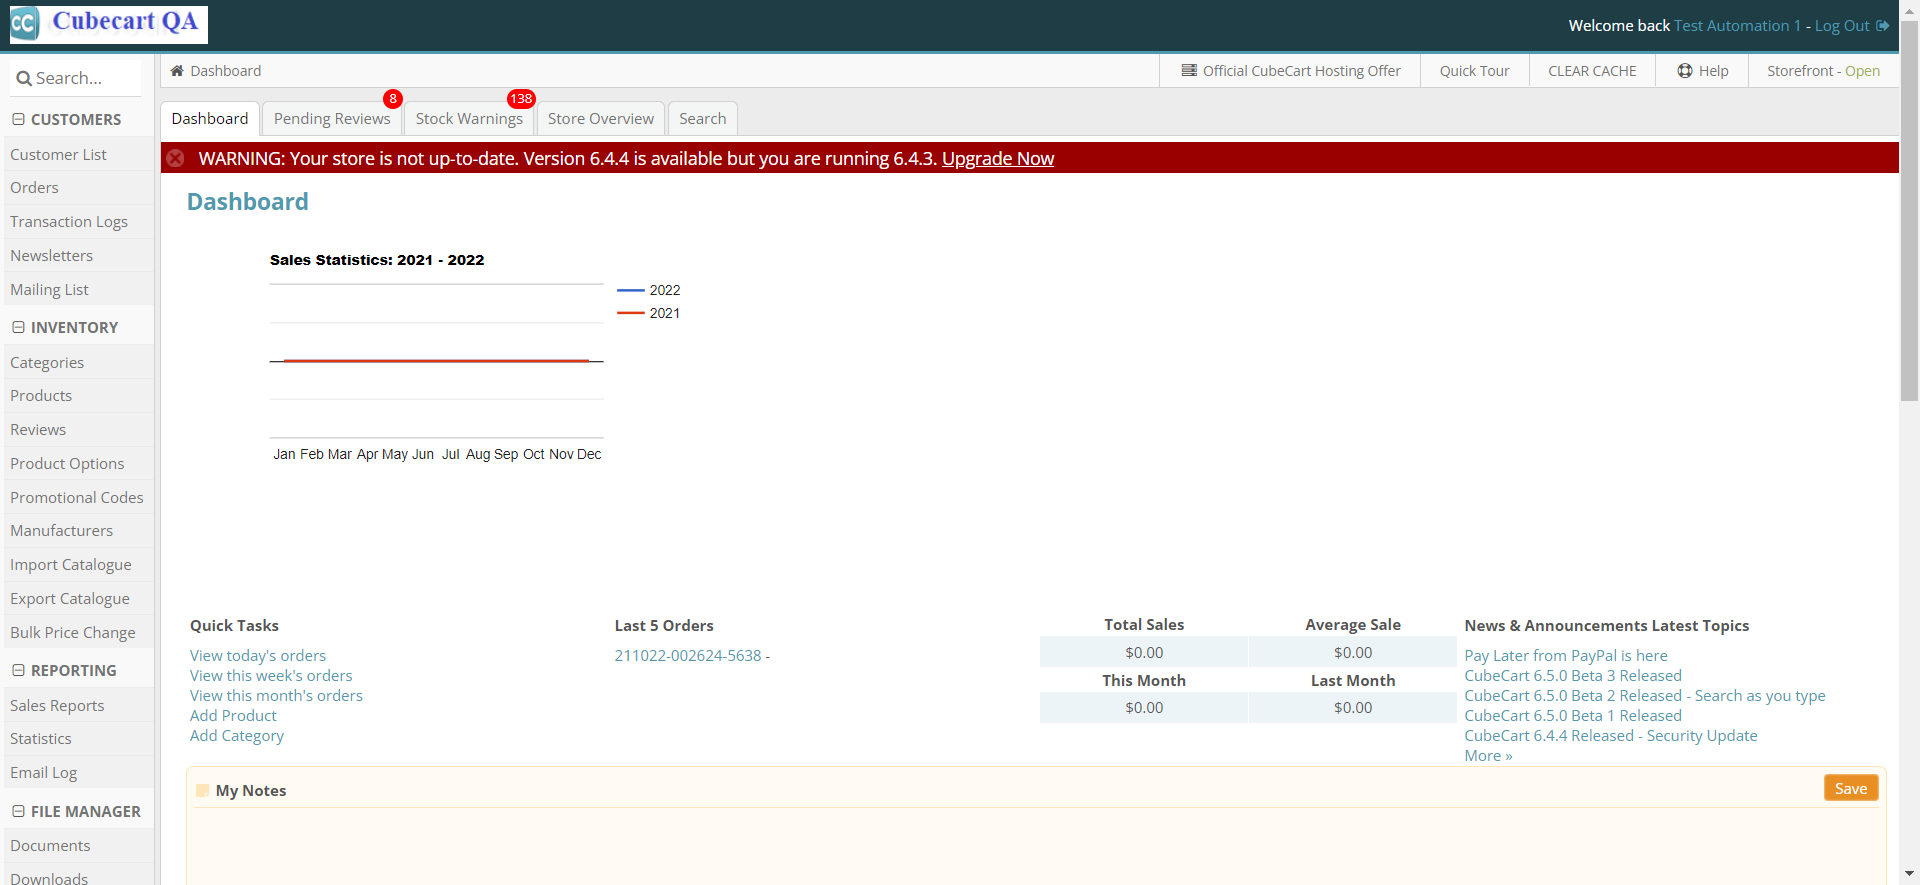 CC Cubecart QA
Welcome back Test Automation 1 - Log Out
Search...
Dashboard
Official CubeCart Hosting Offer
Quick Tour
CLEAR CACHE
Help
Storefront - Open
Dashboard
Pending Reviews 8
Stock Warnings 138
Store Overview
Search
WARNING: Your store is not up-to-date. Version 6.4.4 is available but you are running 6.4.3. Upgrade Now
CUSTOMERS
Customer List
Orders
Transaction Logs
Newsletters
Mailing List
INVENTORY
Categories
Products
Reviews
Product Options
Promotional Codes
Manufacturers
Import Catalogue
Export Catalogue
Bulk Price Change
REPORTING
Sales Reports
Statistics
Email Log
FILE MANAGER
Documents
Downloads
Dashboard
Sales Statistics: 2021 - 2022
2022
2021
Jan Feb Mar Apr May Jun Jul Aug Sep Oct Nov Dec
Quick Tasks
View today's orders
View this week's orders
View this month's orders
Add Product
Add Category
Last 5 Orders
211022-002624-5638 -
Total Sales Average Sale
$0.00 $0.00
This Month Last Month
$0.00 $0.00
News & Announcements Latest Topics
Pay Later from PayPal is here
CubeCart 6.5.0 Beta 3 Released
CubeCart 6.5.0 Beta 2 Released - Search as you type
CubeCart 6.5.0 Beta 1 Released
CubeCart 6.4.4 Released - Security Update
More »
My Notes
Save